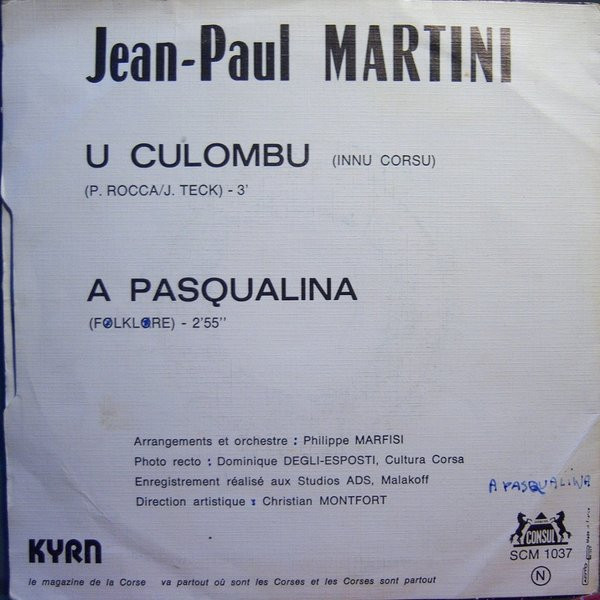 Jean-Paul MARTINI
U CULOMBU (INNU CORSU)
(P. ROCCA/J. TECK) - 3'
A PASQUALINA
(FOLKLORE) - 2'55''
Arrangements et orchestre : Philippe MARFISI
Photo recto : Dominique DEGLI-ESPOSTI, Cultura Corsa
Enregistrement réalisé aux Studios ADS, Malakoff
Direction artistique : Christian MONTFORT
A PASQUALINA
CONSUL
SCM 1037
N
KYRN
le magazine de la Corse va partout où sont les Corses et les Corses sont partout